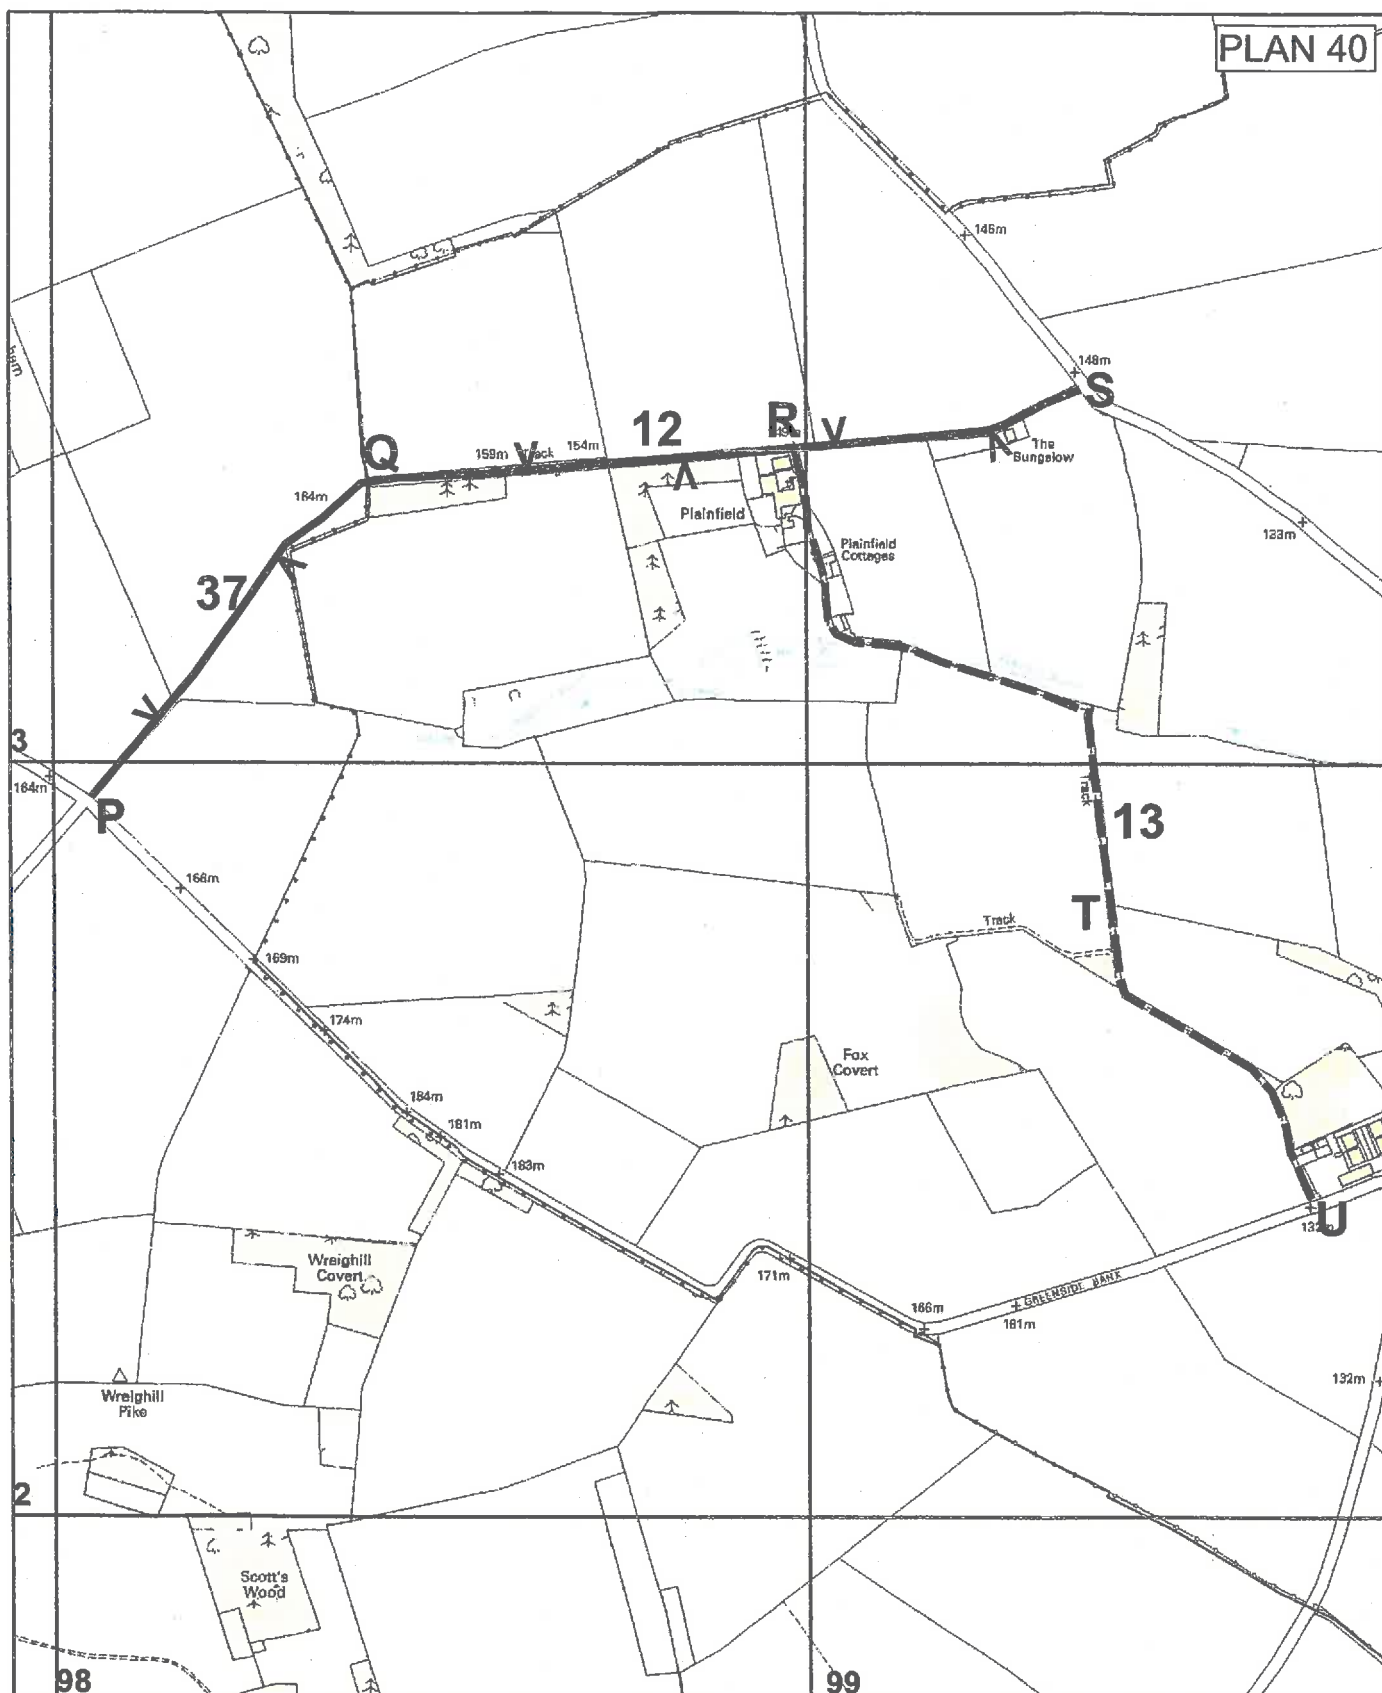 PLAN 40
146m
148m
S
R
12
Q
159m
Track
154m
The
Bungalow
164m
Plainfield
Plainfield
Cottages
133m
37
3
164m
P
Track
13
166m
T
Track
169m
174m
Fox
Covert
184m
181m
183m
U
Wreighill
Covert
171m
GREENSIDE BANK
166m
161m
132m
Wreighill
Pike
2
Scott's
Wood
98
99